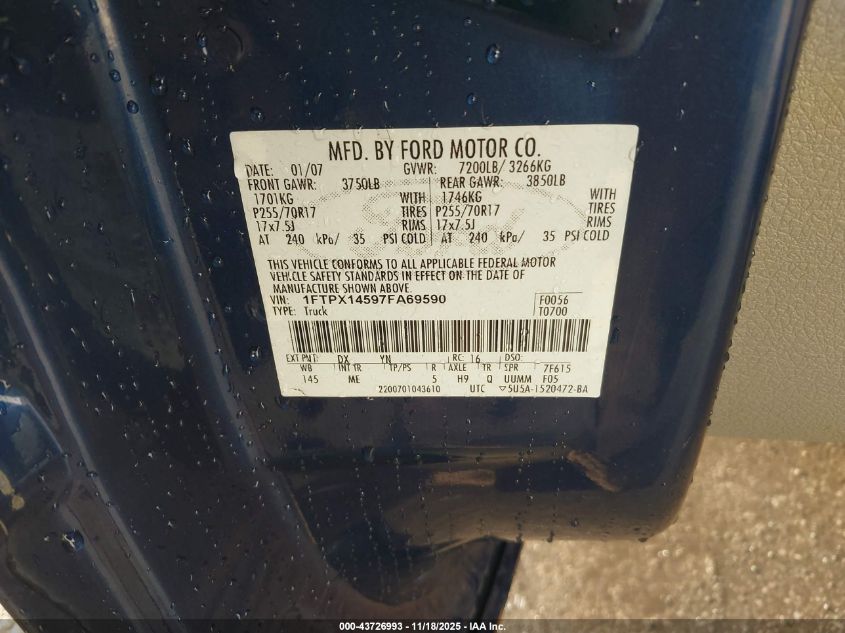 MFD. BY FORD MOTOR CO.
DATE: 01/07 GVWR: 7200LB/ 3266KG
FRONT GAWR: 3750LB REAR GAWR: 3850LB
1701KG WITH 1746KG WITH
P255/70R17 TIRES P255/70R17 TIRES
17x7.5J RIMS 17x7.5J RIMS
AT 240 kPa/ 35 PSI COLD AT 240 kPa/ 35 PSI COLD
THIS VEHICLE CONFORMS TO ALL APPLICABLE FEDERAL MOTOR
VEHICLE SAFETY STANDARDS IN EFFECT ON THE DATE OF
MANUFACTURE SHOWN ABOVE.
VIN: 1FTPX14597FA69590 F0056
TYPE: Truck T0700
EXT PNT: DX YN RC: 16 DSO:
WB INT TR TP/PS R AXLE TR SPR 7F615
145 ME 5 H9 Q UUMM F05
220070104361​0 UTC ▽5U5A-1520472-BA
000-43726993 - 11/18/2025 - IAA Inc.